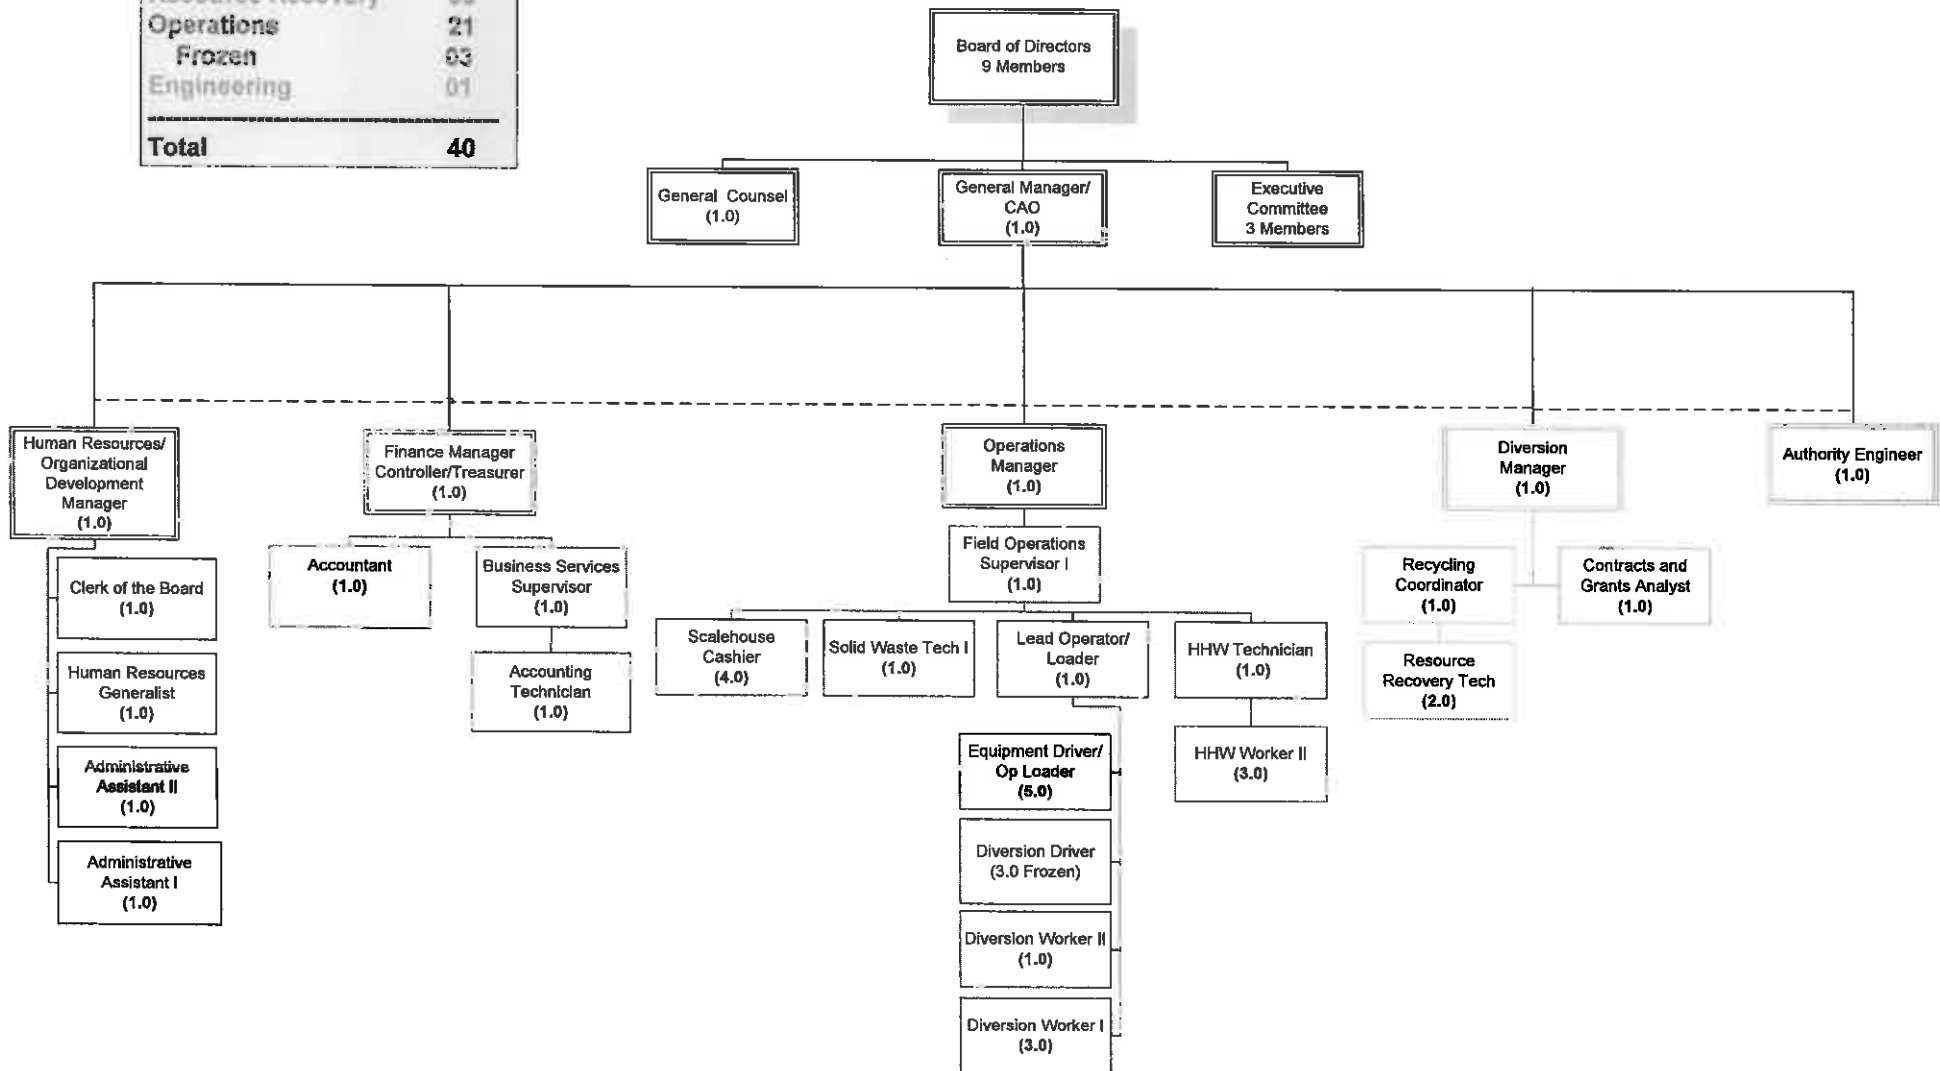 Resource Recovery 05
Operations 21
Frozen 03
Engineering 01
Total 40
Board of Directors
9 Members
General Counsel
(1.0)
General Manager/
CAO
(1.0)
Executive
Committee
3 Members
Human Resources/
Organizational
Development
Manager
(1.0)
Finance Manager
Controller/Treasurer
(1.0)
Operations
Manager
(1.0)
Diversion
Manager
(1.0)
Authority Engineer
(1.0)
Clerk of the Board
(1.0)
Human Resources
Generalist
(1.0)
Administrative
Assistant II
(1.0)
Administrative
Assistant I
(1.0)
Accountant
(1.0)
Business Services
Supervisor
(1.0)
Accounting
Technician
(1.0)
Field Operations
Supervisor I
(1.0)
Scalehouse
Cashier
(4.0)
Solid Waste Tech I
(1.0)
Lead Operator/
Loader
(1.0)
HHW Technician
(1.0)
Equipment Driver/
Op Loader
(5.0)
Diversion Driver
(3.0 Frozen)
Diversion Worker II
(1.0)
Diversion Worker I
(3.0)
HHW Worker II
(3.0)
Recycling
Coordinator
(1.0)
Contracts and
Grants Analyst
(1.0)
Resource
Recovery Tech
(2.0)